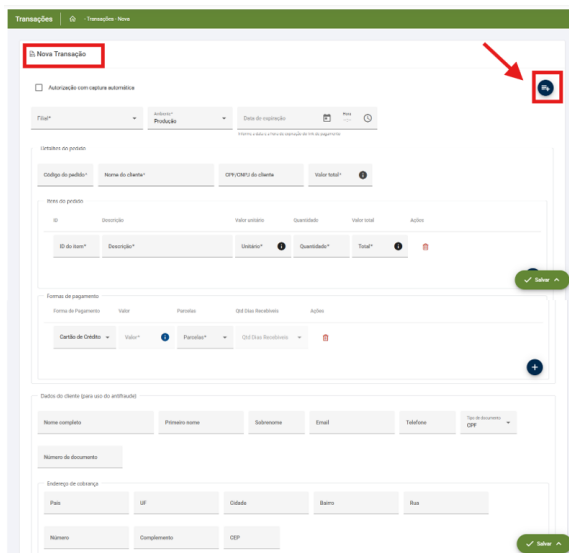 Transações - Transações - Nova
Nova Transação
Autorização com captura automática
Filial* Ambiente* Produção Data de expiração Hora
Informe a data e a hora de expiração do link de pagamento
Detalhes do pedido
Código do pedido* Nome do cliente* CPF/CNPJ do cliente Valor total*
Itens do pedido
ID Descrição Valor unitário Quantidade Valor total Ações
ID do item* Descrição* Unitário* Quantidade* Total*
Salvar
Formas de pagamento
Forma de Pagamento Valor Parcelas Qtd Dias Recebíveis Ações
Cartão de Crédito Valor* Parcelas* Qtd Dias Recebíveis
Dados do cliente (para uso do antifraude)
Nome completo Primeiro nome Sobrenome Email Telefone Tipo de documento CPF
Número do documento
Endereço de cobrança
País UF Cidade Bairro Rua
Número Complemento CEP
Salvar